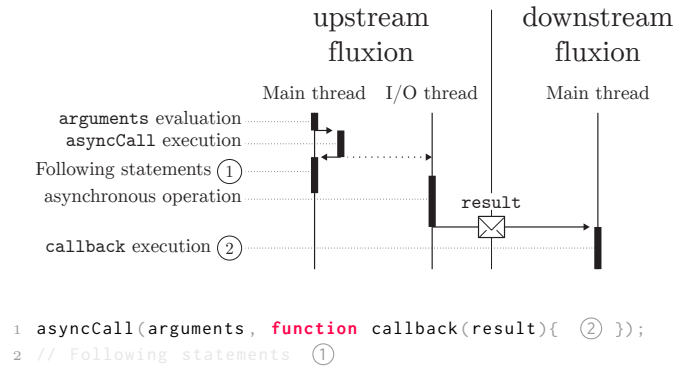 upstream downstream
fluxion fluxion
Main thread I/O thread Main thread
arguments evaluation
asyncCall execution
Following statements ①
asynchronous operation
result
callback execution ②
1 asyncCall(arguments, function callback(result){ ② });
2 // Following statements ①